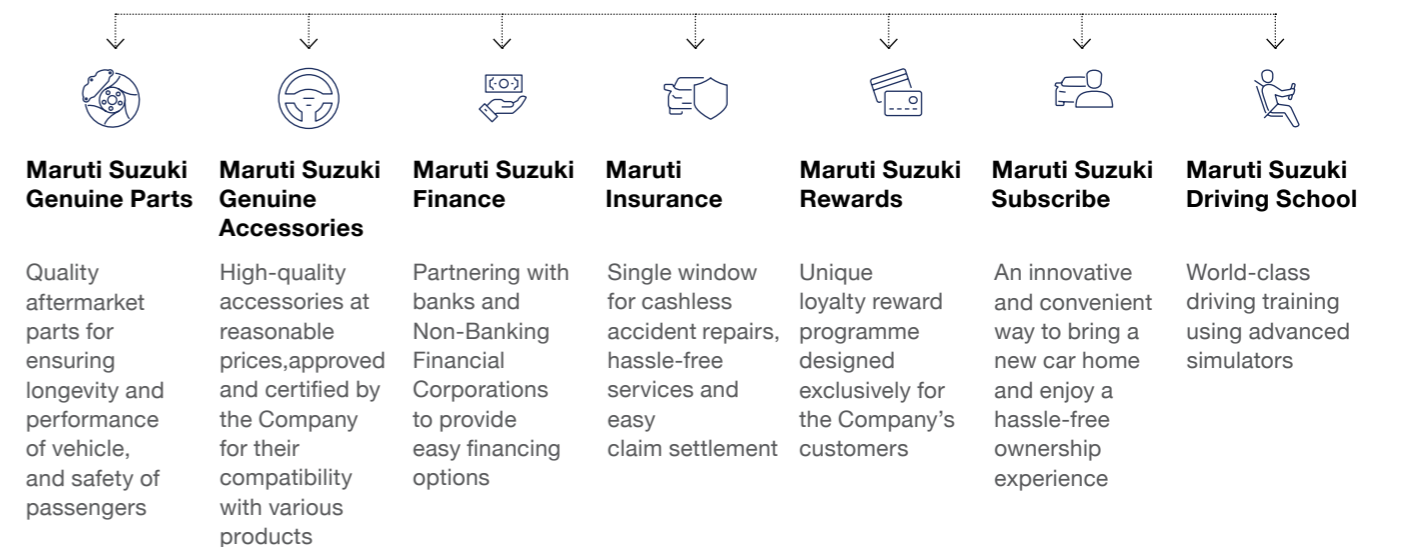 Maruti Suzuki
Genuine Parts
Quality
aftermarket
parts for
ensuring
longevity and
performance
of vehicle,
and safety of
passengers
Maruti Suzuki
Genuine
Accessories
High-quality
accessories at
reasonable
prices,approved
and certified by
the Company
for their
compatibility
with various
products
Maruti Suzuki
Finance
Partnering with
banks and
Non-Banking
Financial
Corporations
to provide
easy financing
options
Maruti
Insurance
Single window
for cashless
accident repairs,
hassle-free
services and
easy
claim settlement
Maruti Suzuki
Rewards
Unique
loyalty reward
programme
designed
exclusively for
the Company’s
customers
Maruti Suzuki
Subscribe
An innovative
and convenient
way to bring a
new car home
and enjoy a
hassle-free
ownership
experience
Maruti Suzuki
Driving School
World-class
driving training
using advanced
simulators